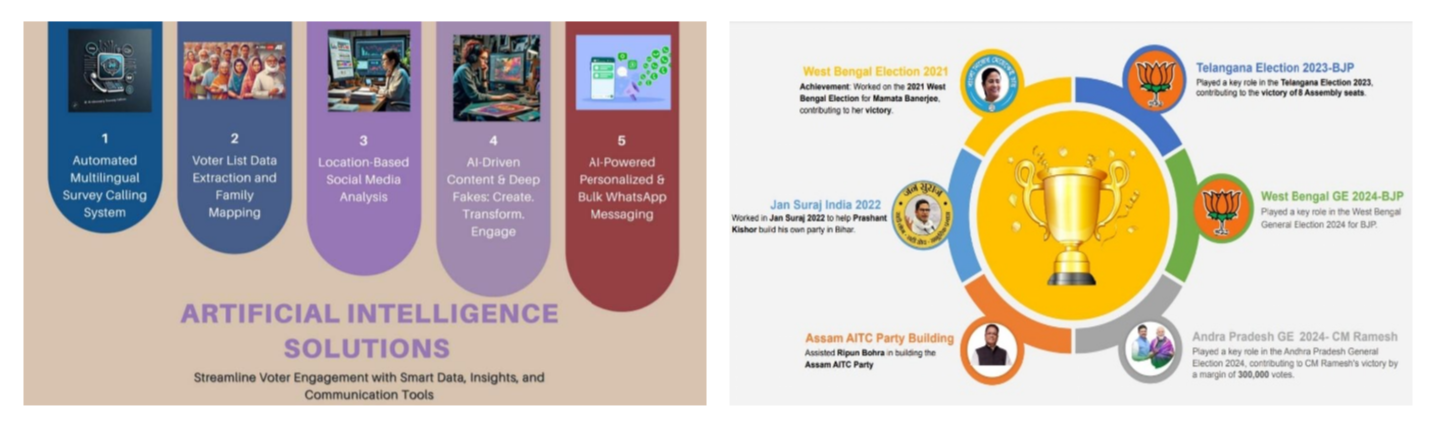 1
Automated
Multilingual
Survey Calling
System
2
Voter List Data
Extraction and
Family
Mapping
3
Location-Based
Social Media
Analysis
4
AI-Driven
Content & Deep
Fakes: Create.
Transform.
Engage
5
AI-Powered
Personalized &
Bulk WhatsApp
Messaging
ARTIFICIAL INTELLIGENCE
SOLUTIONS
Streamline Voter Engagement with Smart Data, Insights, and
Communication Tools
West Bengal Election 2021
Achievement: Worked on the 2021 West
Bengal Election for Mamata Banerjee,
contributing to her victory.
Telangana Election 2023-BJP
Played a key role in the Telangana Election 2023,
contributing to the victory of 8 Assembly seats.
Jan Suraj India 2022
Worked in Jan Suraj 2022 to help Prashant
Kishor build his own party in Bihar.
जन सुराज
West Bengal GE 2024-BJP
Played a key role in the West Bengal
General Election 2024 for BJP.
Assam AITC Party Building
Assisted Ripun Bohra in building the
Assam AITC Party
Andra Pradesh GE 2024- CM Ramesh
Played a key role in the Andhra Pradesh General
Election 2024, contributing to CM Ramesh's victory by
a margin of 300,000 votes.